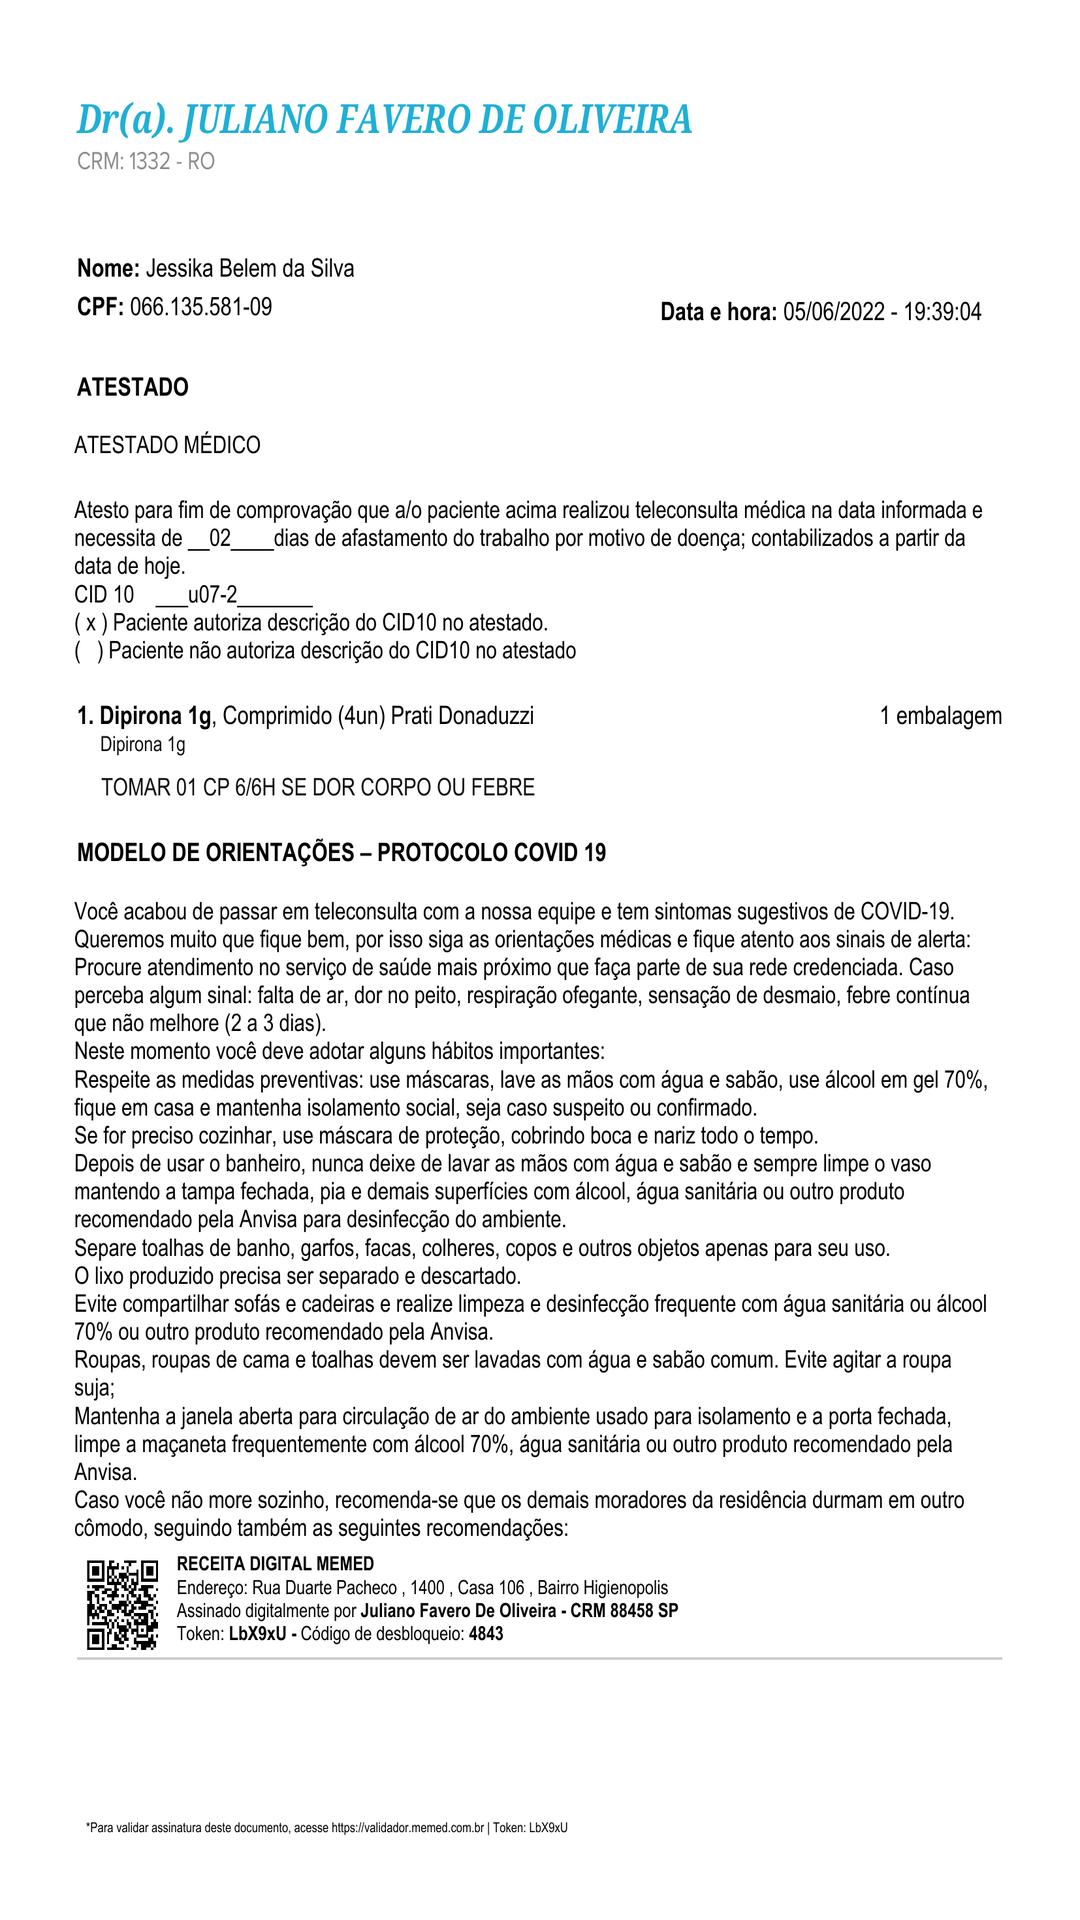 Dr(a). JULIANO FAVERO DE OLIVEIRA
CRM: 1332 - RO
Nome: Jessika Belem da Silva
CPF: 066.135.581-09
Data e hora: 05/06/2022 - 19:39:04
ATESTADO
ATESTADO MÉDICO
Atesto para fim de comprovação que a/o paciente acima realizou teleconsulta médica na data informada e
necessita de __02____dias de afastamento do trabalho por motivo de doença; contabilizados a partir da
data de hoje.
CID 10 ___u07-2_______
( x ) Paciente autoriza descrição do CID10 no atestado.
(   ) Paciente não autoriza descrição do CID10 no atestado
1. Dipirona 1g, Comprimido (4un) Prati Donaduzzi 1 embalagem
Dipirona 1g
TOMAR 01 CP 6/6H SE DOR CORPO OU FEBRE
MODELO DE ORIENTAÇÕES – PROTOCOLO COVID 19
Você acabou de passar em teleconsulta com a nossa equipe e tem sintomas sugestivos de COVID-19.
Queremos muito que fique bem, por isso siga as orientações médicas e fique atento aos sinais de alerta:
Procure atendimento no serviço de saúde mais próximo que faça parte de sua rede credenciada. Caso
perceba algum sinal: falta de ar, dor no peito, respiração ofegante, sensação de desmaio, febre contínua
que não melhore (2 a 3 dias).
Neste momento você deve adotar alguns hábitos importantes:
Respeite as medidas preventivas: use máscaras, lave as mãos com água e sabão, use álcool em gel 70%,
fique em casa e mantenha isolamento social, seja caso suspeito ou confirmado.
Se for preciso cozinhar, use máscara de proteção, cobrindo boca e nariz todo o tempo.
Depois de usar o banheiro, nunca deixe de lavar as mãos com água e sabão e sempre limpe o vaso
mantendo a tampa fechada, pia e demais superfícies com álcool, água sanitária ou outro produto
recomendado pela Anvisa para desinfecção do ambiente.
Separe toalhas de banho, garfos, facas, colheres, copos e outros objetos apenas para seu uso.
O lixo produzido precisa ser separado e descartado.
Evite compartilhar sofás e cadeiras e realize limpeza e desinfecção frequente com água sanitária ou álcool
70% ou outro produto recomendado pela Anvisa.
Roupas, roupas de cama e toalhas devem ser lavadas com água e sabão comum. Evite agitar a roupa
suja;
Mantenha a janela aberta para circulação de ar do ambiente usado para isolamento e a porta fechada,
limpe a maçaneta frequentemente com álcool 70%, água sanitária ou outro produto recomendado pela
Anvisa.
Caso você não more sozinho, recomenda-se que os demais moradores da residência durmam em outro
cômodo, seguindo também as seguintes recomendações:
RECEITA DIGITAL MEMED
Endereço: Rua Duarte Pacheco , 1400 , Casa 106 , Bairro Higienopolis
Assinado digitalmente por Juliano Favero De Oliveira - CRM 88458 SP
Token: LbX9xU - Código de desbloqueio: 4843
*Para validar assinatura deste documento, acesse https://validador.memed.com.br | Token: LbX9xU